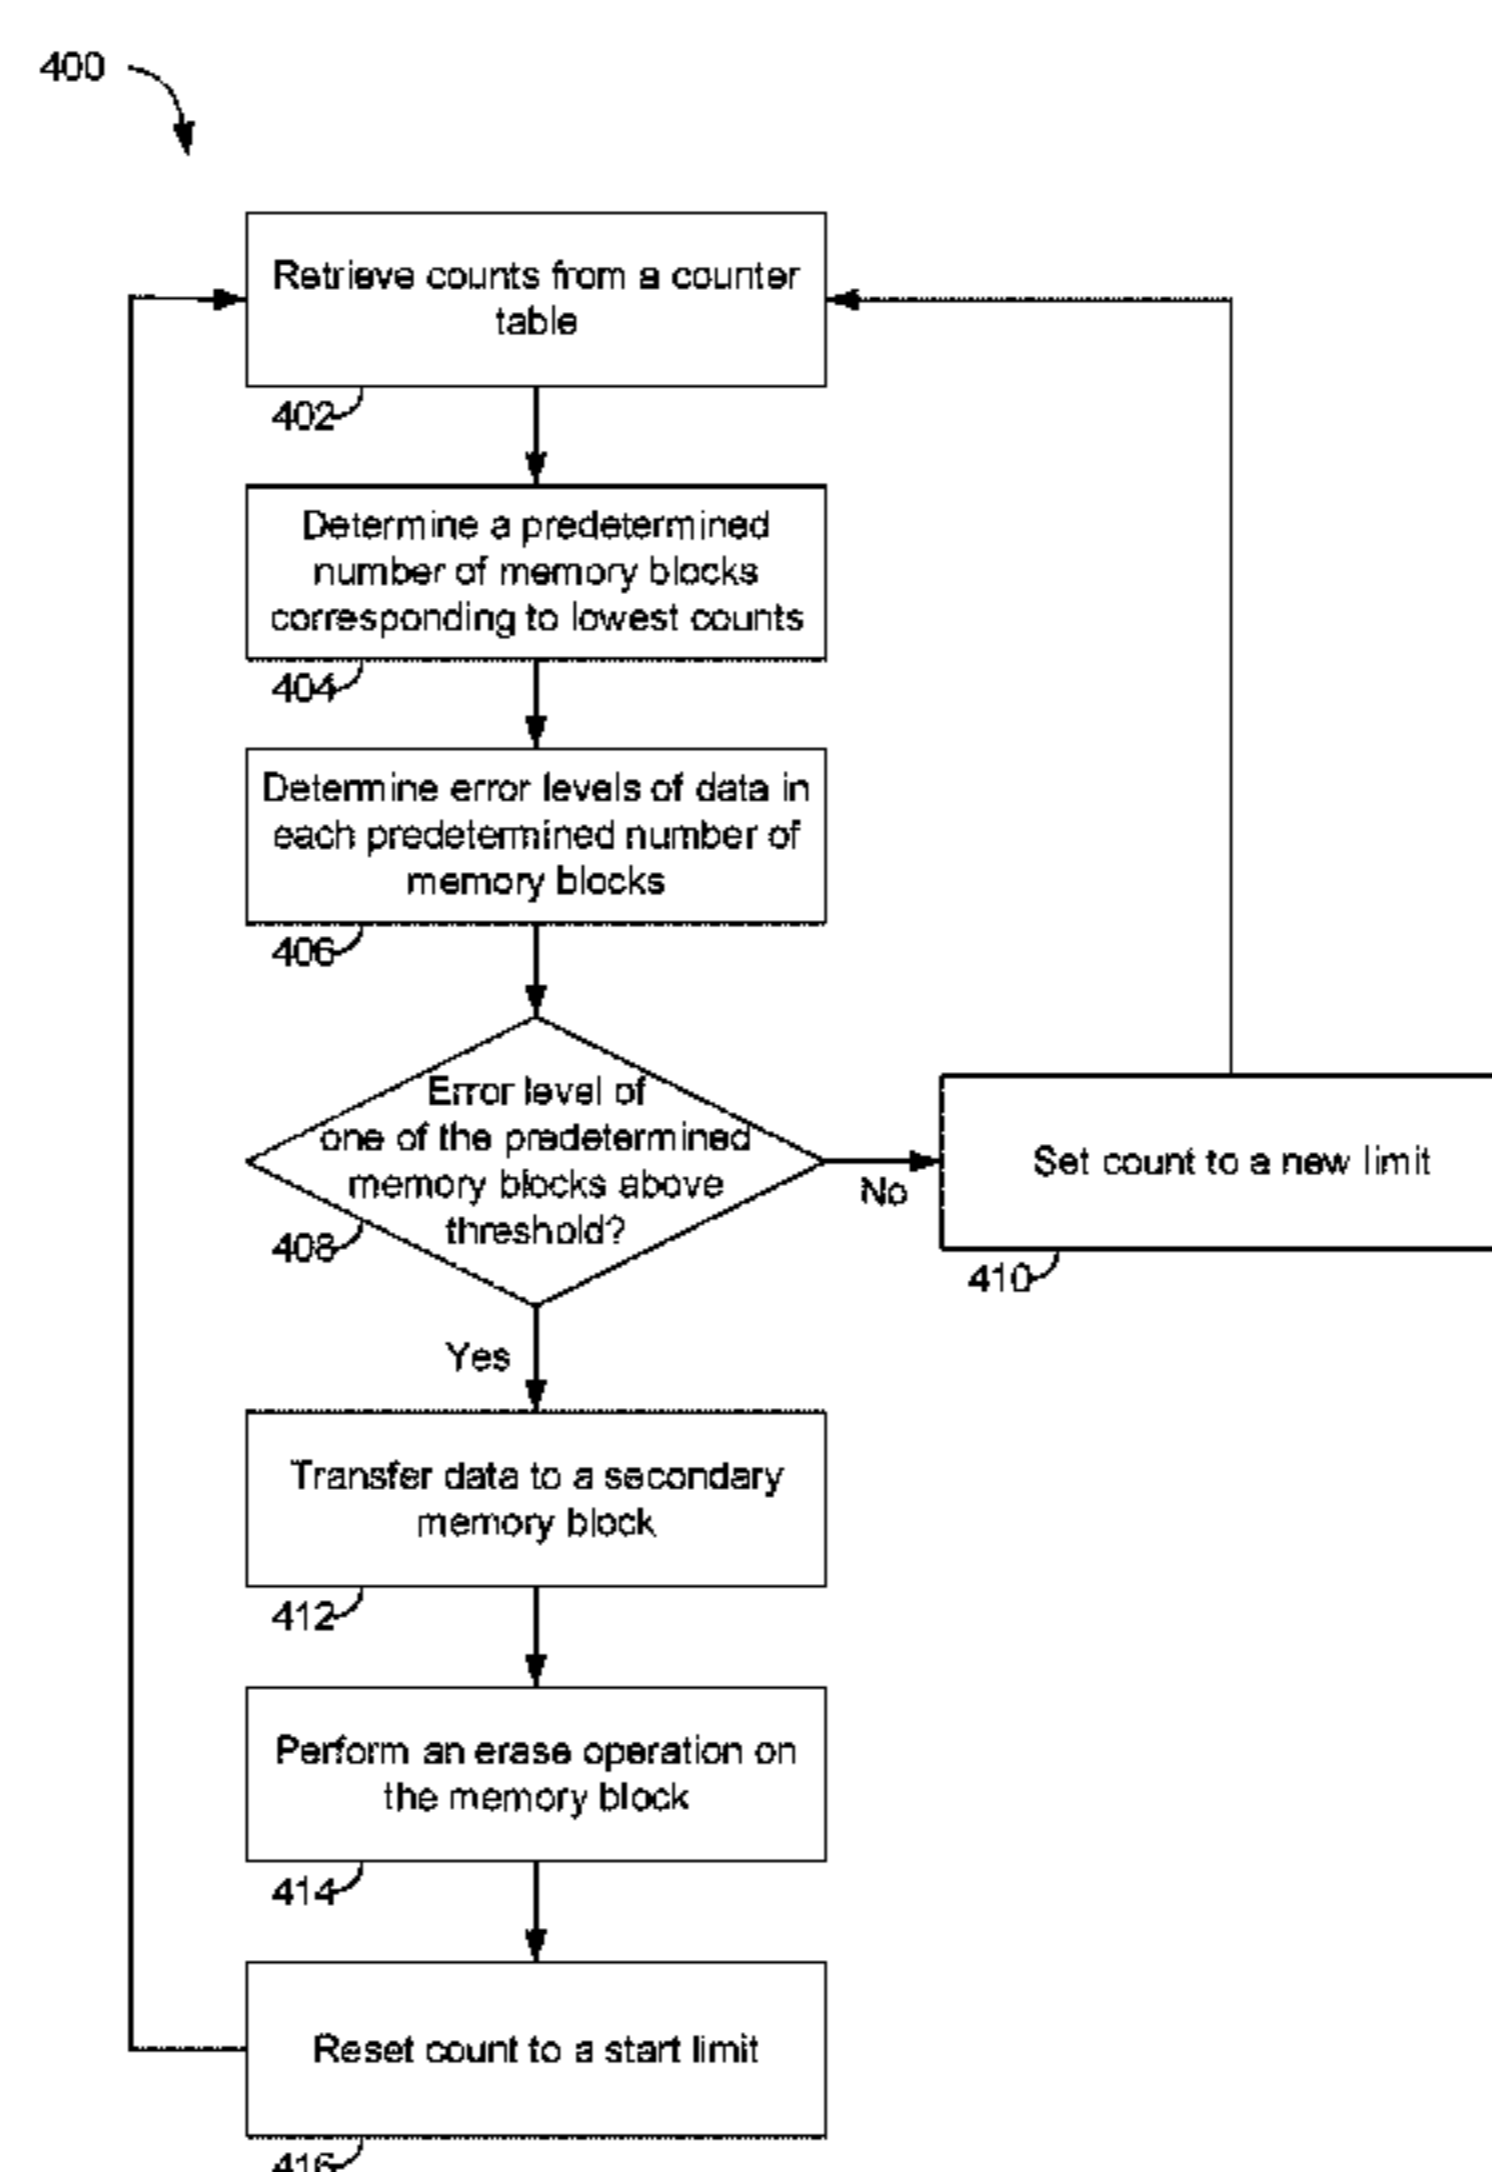 400
Retrieve counts from a counter
table
402
Determine a predetermined
number of memory blocks
corresponding to lowest counts
404
Determine error levels of data in
each predetermined number of
memory blocks
406
Error level of
one of the predetermined
memory blocks above
threshold?
408
No
Set count to a new limit
410
Yes
Transfer data to a secondary
memory block
412
Perform an erase operation on
the memory block
414
Reset count to a start limit
416